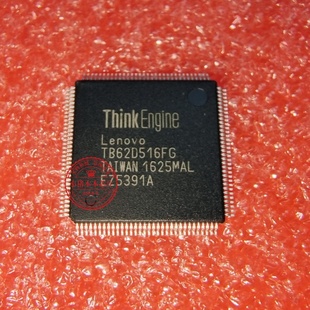 ThinkEngine
Lenovo
TB62D516FG
TAIWAN 1625MAL
EZ5391A